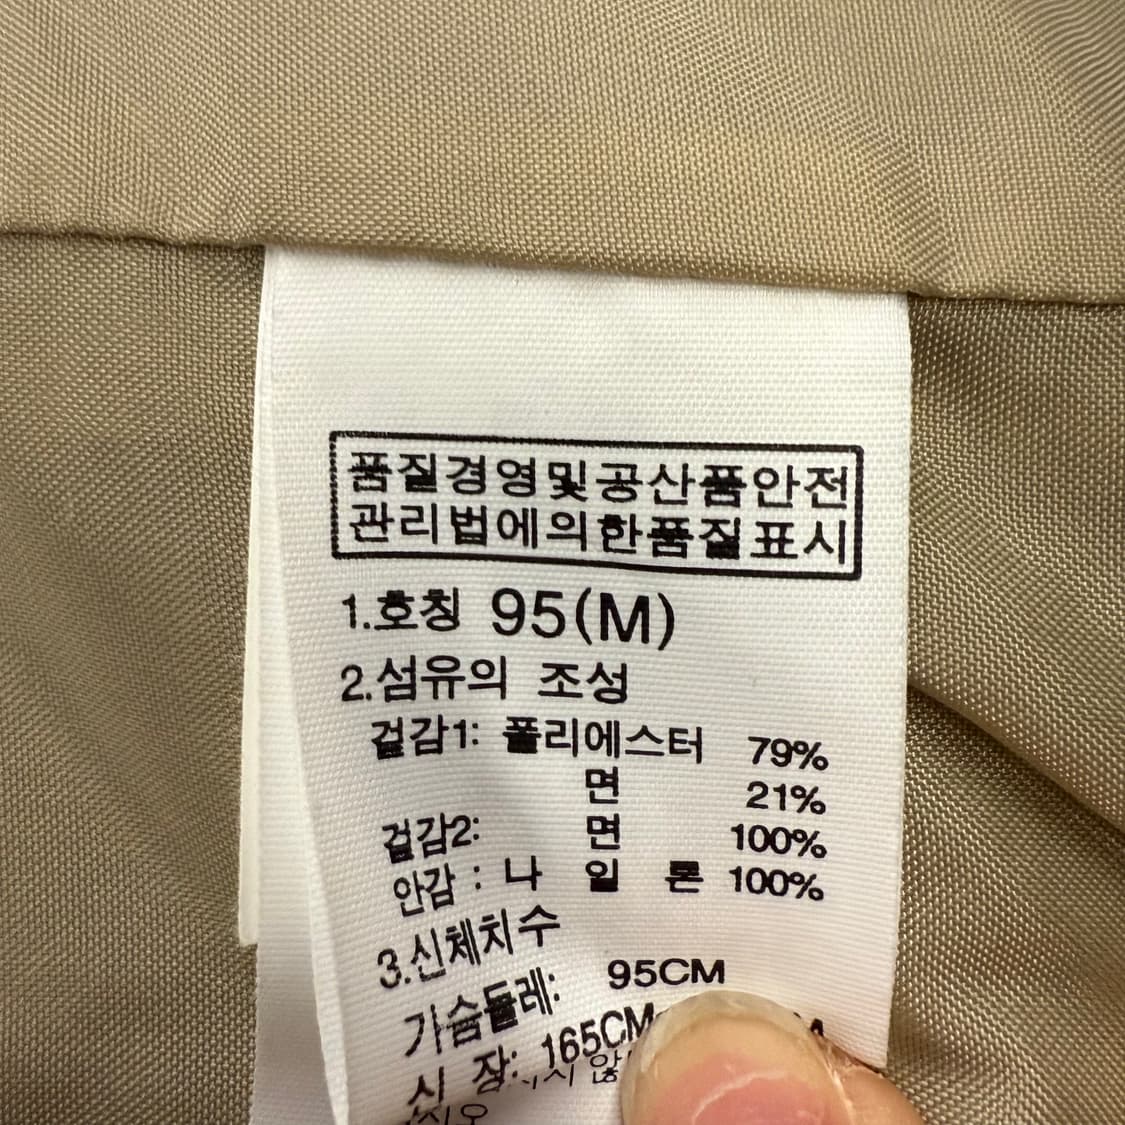 품질경영및공산품안전
관리법에의한품질표시
1.호칭 95(M)
2.섬유의 조성
겉감1: 폴리에스터 79%
면 21%
겉감2: 면 100%
안감 : 나 일 론 100%
3.신체치수
가슴둘레: 95CM
신 장: 165CM